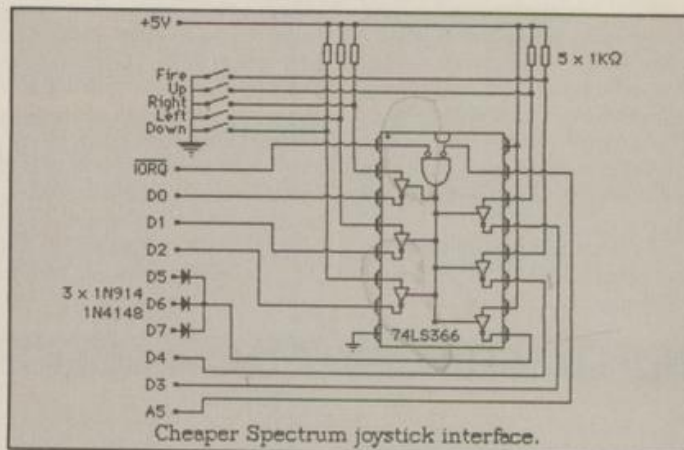 +5V
5 x 1KΩ
Fire
Up
Right
Left
Down
IORQ
D0
D1
D2
D5
3 x 1N914
D6
1N4148
D7
74LS366
D4
D3
A5
Cheaper Spectrum joystick interface.